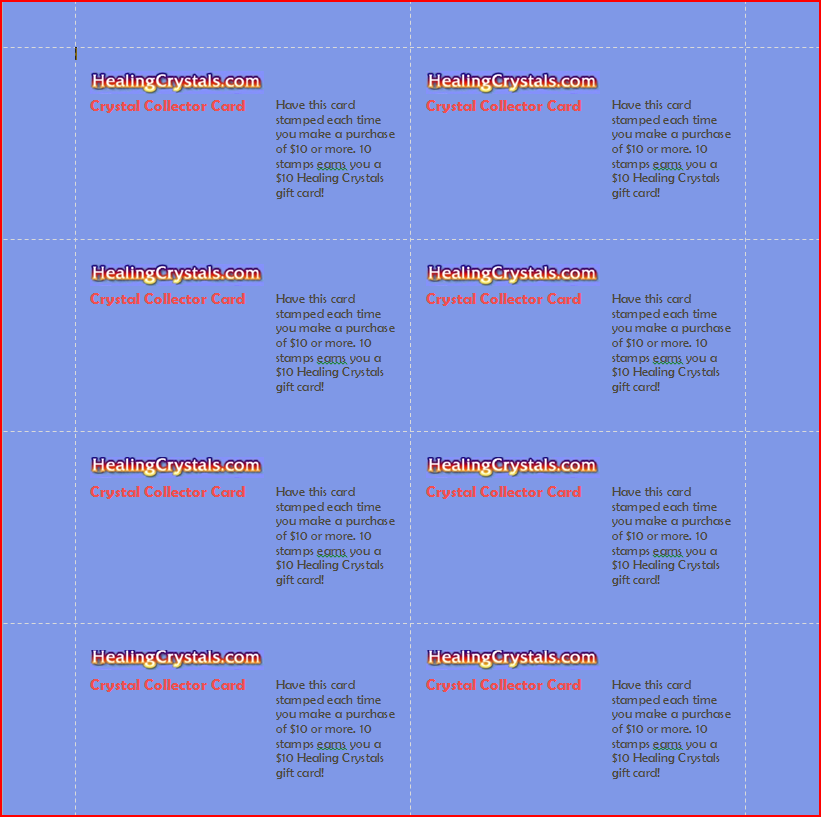 HealingCrystals.com
Crystal Collector Card
Have this card
stamped each time
you make a purchase
of $10 or more. 10
stamps earns you a
$10 Healing Crystals
gift card!
HealingCrystals.com
Crystal Collector Card
Have this card
stamped each time
you make a purchase
of $10 or more. 10
stamps earns you a
$10 Healing Crystals
gift card!
HealingCrystals.com
Crystal Collector Card
Have this card
stamped each time
you make a purchase
of $10 or more. 10
stamps earns you a
$10 Healing Crystals
gift card!
HealingCrystals.com
Crystal Collector Card
Have this card
stamped each time
you make a purchase
of $10 or more. 10
stamps earns you a
$10 Healing Crystals
gift card!
HealingCrystals.com
Crystal Collector Card
Have this card
stamped each time
you make a purchase
of $10 or more. 10
stamps earns you a
$10 Healing Crystals
gift card!
HealingCrystals.com
Crystal Collector Card
Have this card
stamped each time
you make a purchase
of $10 or more. 10
stamps earns you a
$10 Healing Crystals
gift card!
HealingCrystals.com
Crystal Collector Card
Have this card
stamped each time
you make a purchase
of $10 or more. 10
stamps earns you a
$10 Healing Crystals
gift card!
HealingCrystals.com
Crystal Collector Card
Have this card
stamped each time
you make a purchase
of $10 or more. 10
stamps earns you a
$10 Healing Crystals
gift card!